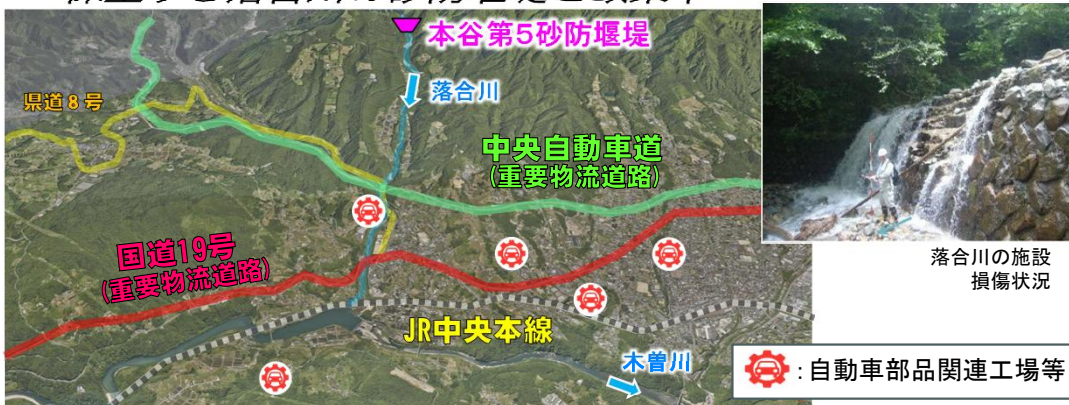 本谷第5砂防堰堤
落合川
県道8号
中央自動車道
(重要物流道路)
国道19号
(重要物流道路)
JR中央本線
木曽川
落合川の施設
損傷状況
:自動車部品関連工場等